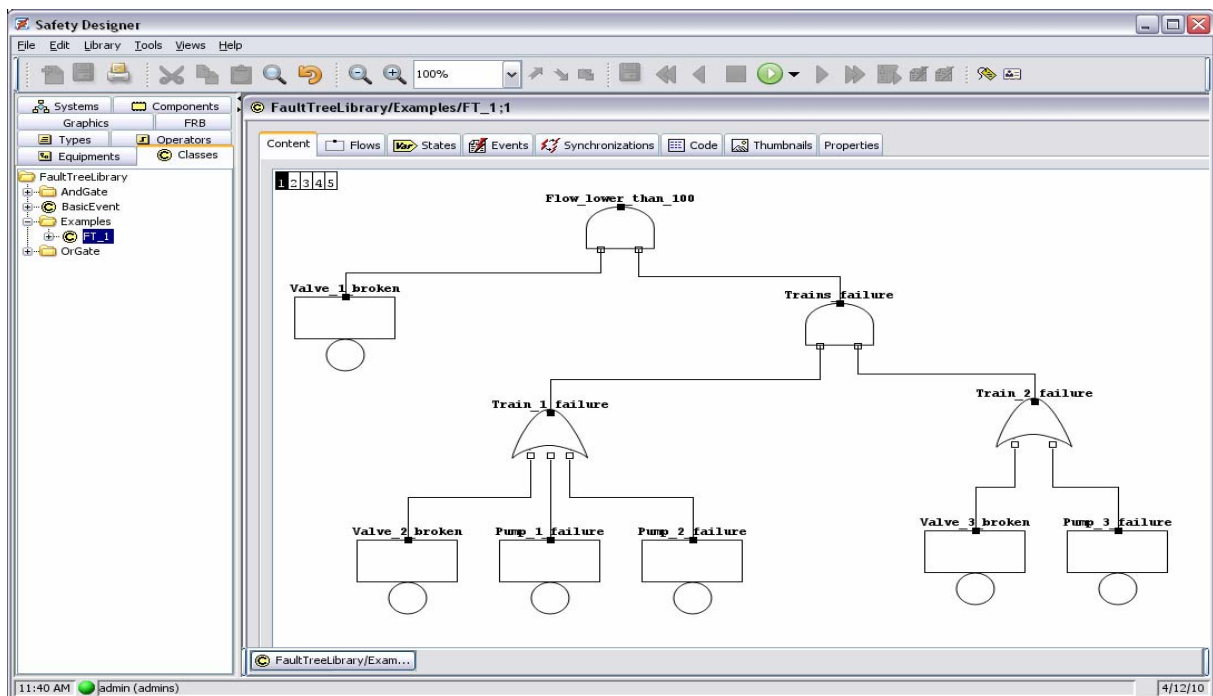 Safety Designer
File Edit Library Tools Views Help
100%
Systems Components
Graphics FRB
Types Operators
Equipments Classes
FaultTreeLibrary
AndGate
BasicEvent
Examples
FT_1
OrGate
FaultTreeLibrary/Examples/FT_1 ;1
Content Flows Var States Events Synchronizations Code Thumbnails Properties
1 2 3 4 5
Flow_lower_than_100
Valve_1_broken
Trains_failure
Train_1_failure
Train_2_failure
Valve_2_broken Pump_1_failure Pump_2_failure
Valve_3_broken Pump_3_failure
FaultTreeLibrary/Exam...
11:40 AM admin (admins) 4/12/10